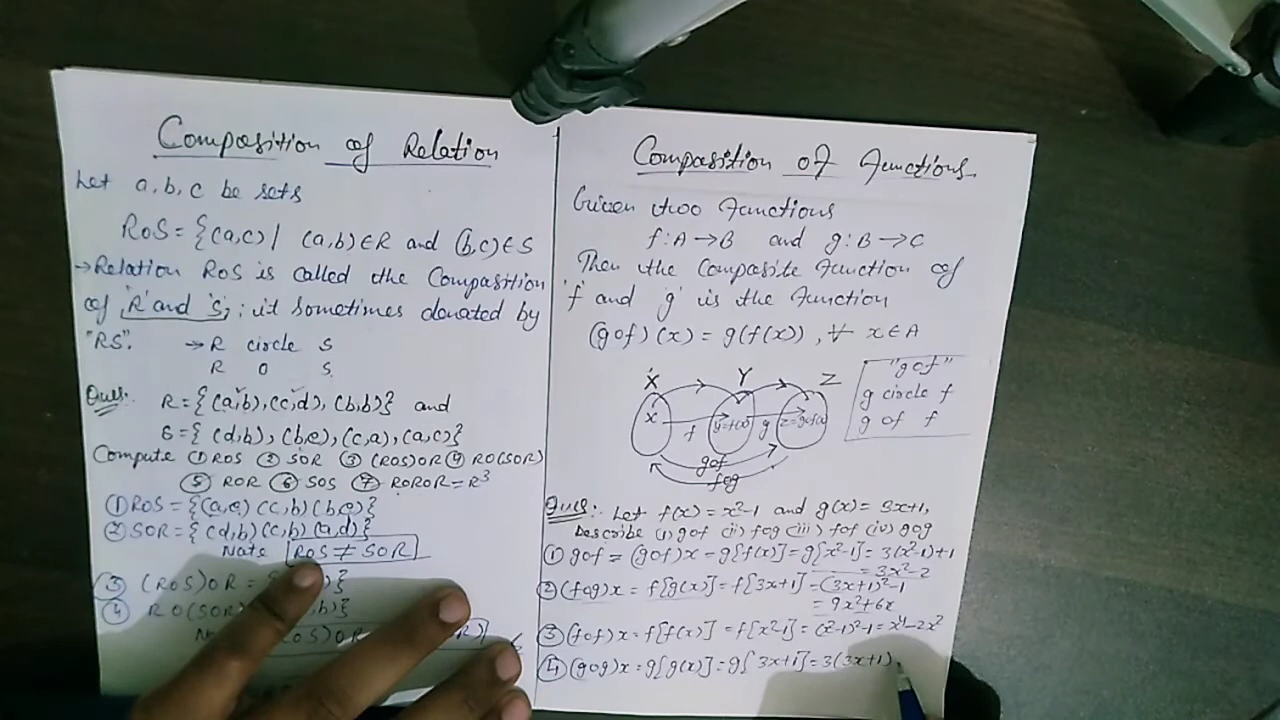 Composition of Relation
Let a,b,c be sets
ROS = {(a,c) | (a,b)∈R and (b,c)∈S
→Relation ROS is called the Composition
of 'R' and 'S'; it sometimes donated by
"RS". →R circle S
R O S
Ques. R = {(a,b),(c,d),(b,b)} and
S = {(d,b),(b,e),(c,a),(a,c)}
Compute ① ROS ② SOR ③ (ROS)OR ④ RO(SOR)
⑤ ROR ⑥ SOS ⑦ ROROR = R³
① ROS = {(a,e)(c,b)(b,e)}
② SOR = {(d,b)(c,b)(a,d)}
Note ROS ≠ SOR
③ (ROS)OR = {
④ RO(SOR) ,b)}
OS)OR
Composition of Functions.
Given two Functions
f:A→B and g:B→C
Then the Composite Function of
'f' and 'g' is the Function
(gof)(x) = g(f(x)), ∀ x∈A
X Y Z
x y=f(x) z=g(f(x)
f g
gof
fog
"gof"
g circle f
g of f
Ques. Let f(x) = x²-1 and g(x) = 3x+1,
Describe (i) gof (ii) fog (iii) fof (iv) gog
① gof = (gof)x = g[f(x)] = g[x²-1] = 3(x²-1)+1
= 3x²-2
② (fog)x = f[g(x)] = f[3x+1] = (3x+1)²-1
= 9x²+6x
③ (fof)x = f[f(x)] = f[x²-1] = (x²-1)²-1 = x⁴-2x²
④ (gog)x = g[g(x)] = g[3x+1] = 3(3x+1)